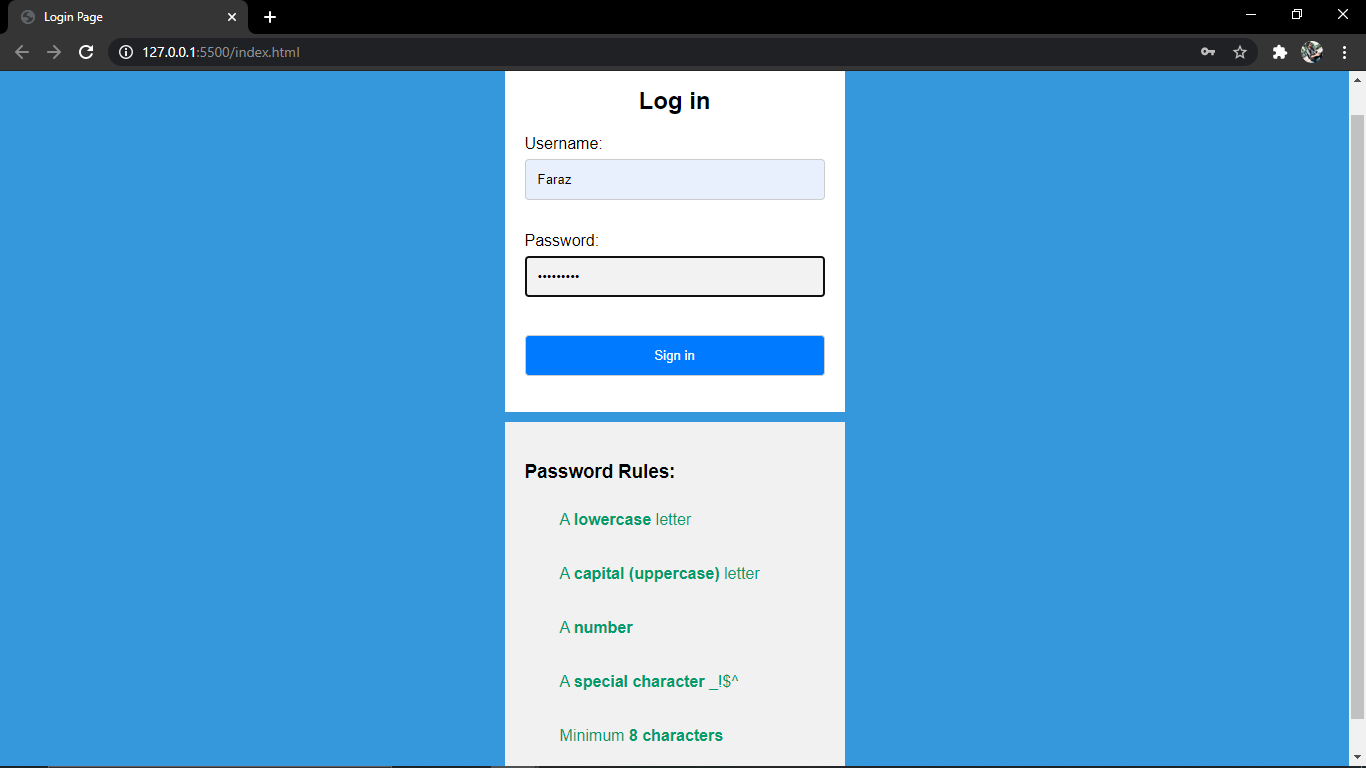 Login Page
127.0.0.1:5500/index.html
Log in
Username:
Faraz
Password:
•••••••••
Sign in
Password Rules:
A lowercase letter
A capital (uppercase) letter
A number
A special character _!$^
Minimum 8 characters